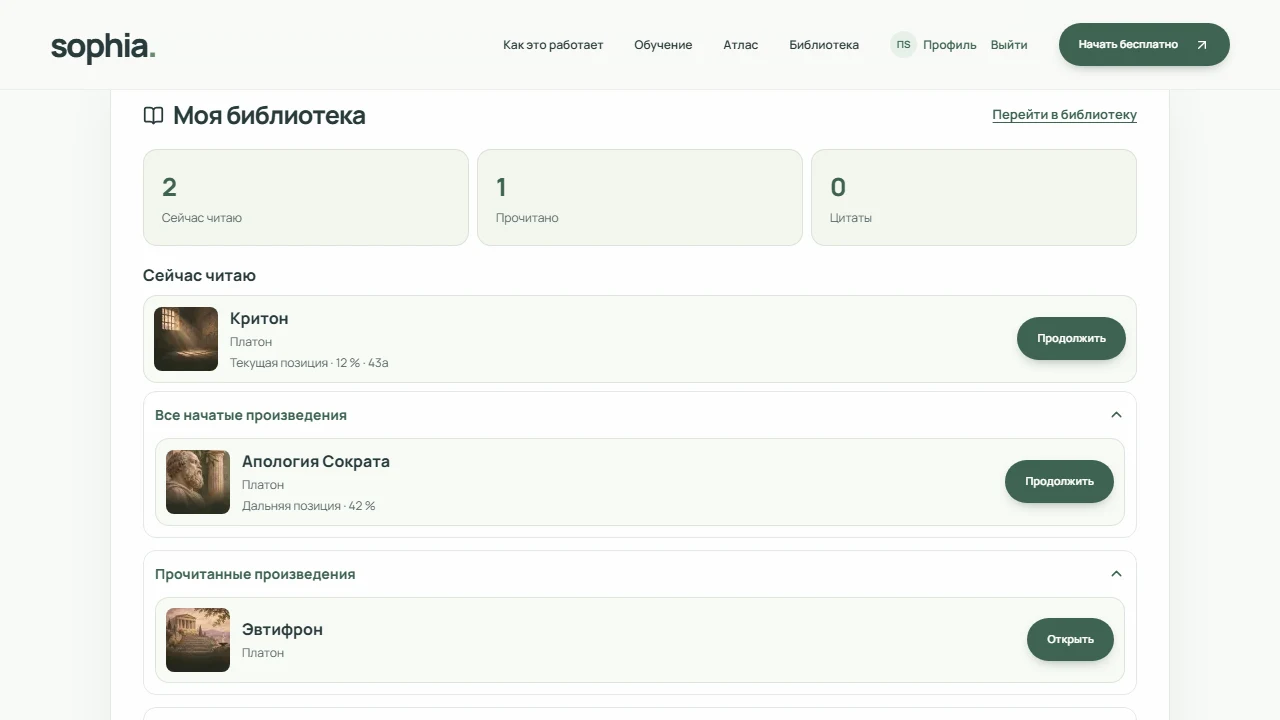 sophia.
Как это работает
Обучение
Атлас
Библиотека
ПS
Профиль
Выйти
Начать бесплатно
Моя библиотека
Перейти в библиотеку
2
Сейчас читаю
1
Прочитано
0
Цитаты
Сейчас читаю
Критон
Платон
Текущая позиция · 12 % · 43a
Продолжить
Все начатые произведения
Апология Сократа
Платон
Дальняя позиция · 42 %
Продолжить
Прочитанные произведения
Эвтифрон
Платон
Открыть